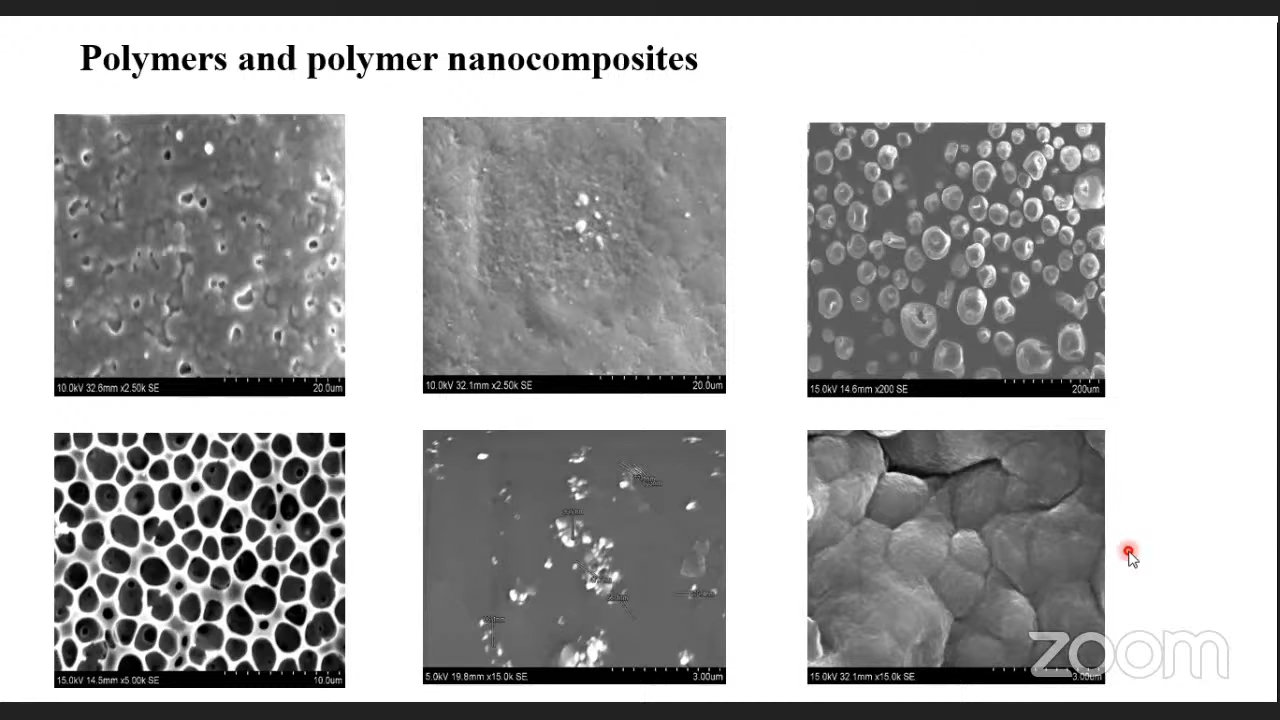 Polymers and polymer nanocomposites
10.0kV 32.6mm x2.50k SE 20.0um
10.0kV 32.1mm x2.50k SE 20.0um
15.0kV 14.6mm x200 SE 200um
15.0kV 14.5mm x5.00k SE 10.0um
5.0kV 19.8mm x15.0k SE 3.00um
15.0kV 32.1mm x15.0k SE 3.00um
zoom